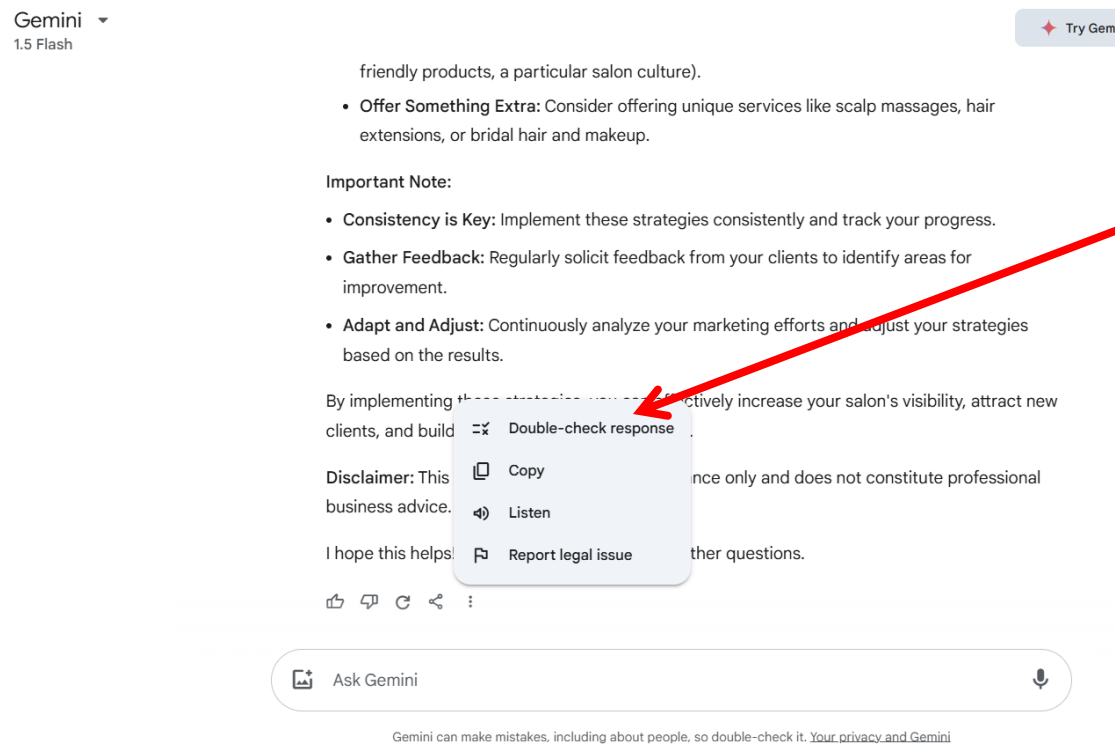 Gemini
1.5 Flash
Try Gem
friendly products, a particular salon culture).
• Offer Something Extra: Consider offering unique services like scalp massages, hair
extensions, or bridal hair and makeup.
Important Note:
• Consistency is Key: Implement these strategies consistently and track your progress.
• Gather Feedback: Regularly solicit feedback from your clients to identify areas for
improvement.
• Adapt and Adjust: Continuously analyze your marketing efforts and adjust your strategies
based on the results.
By implementing these strategies, you can effectively increase your salon's visibility, attract new
clients, and build
Double-check response
Disclaimer: This
Copy
nce only and does not constitute professional
business advice.
Listen
I hope this helps!
Report legal issue
ther questions.
Ask Gemini
Gemini can make mistakes, including about people, so double-check it. Your privacy and Gemini